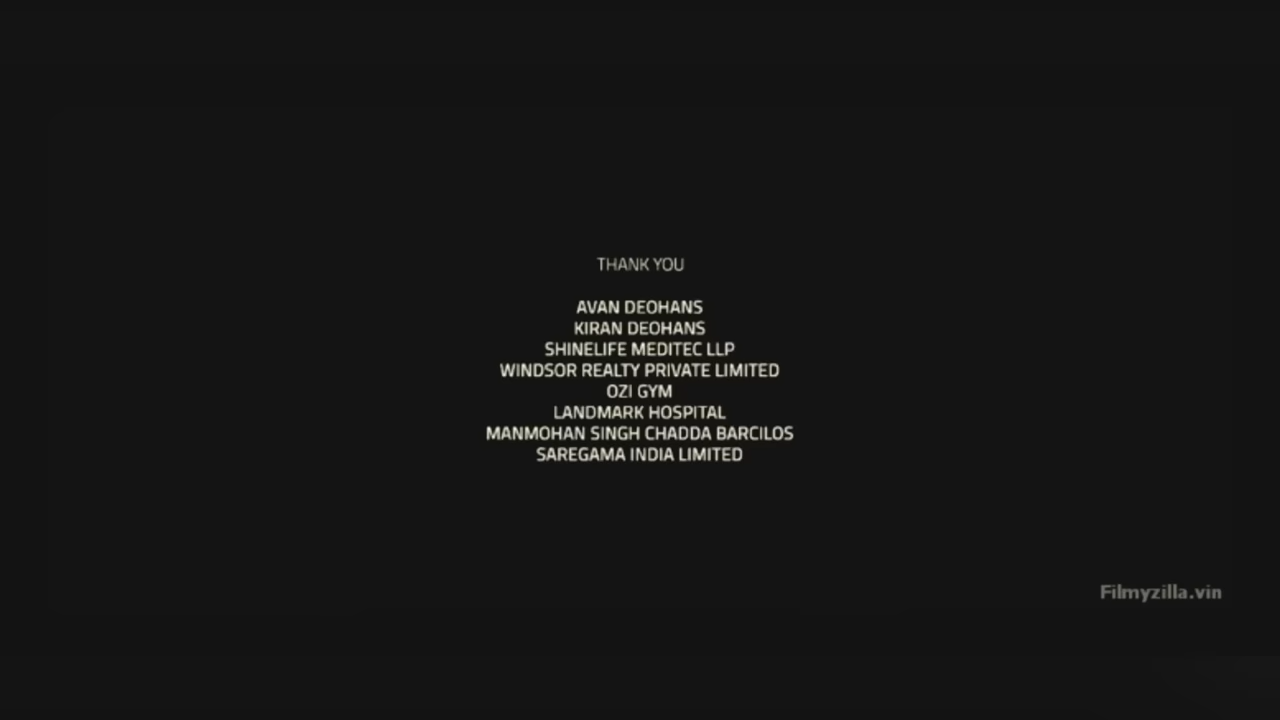 THANK YOU
AVAN DEOHANS
KIRAN DEOHANS
SHINELIFE MEDITEC LLP
WINDSOR REALTY PRIVATE LIMITED
OZI GYM
LANDMARK HOSPITAL
MANMOHAN SINGH CHADDA BARCILOS
SAREGAMA INDIA LIMITED
Filmyzilla.vin